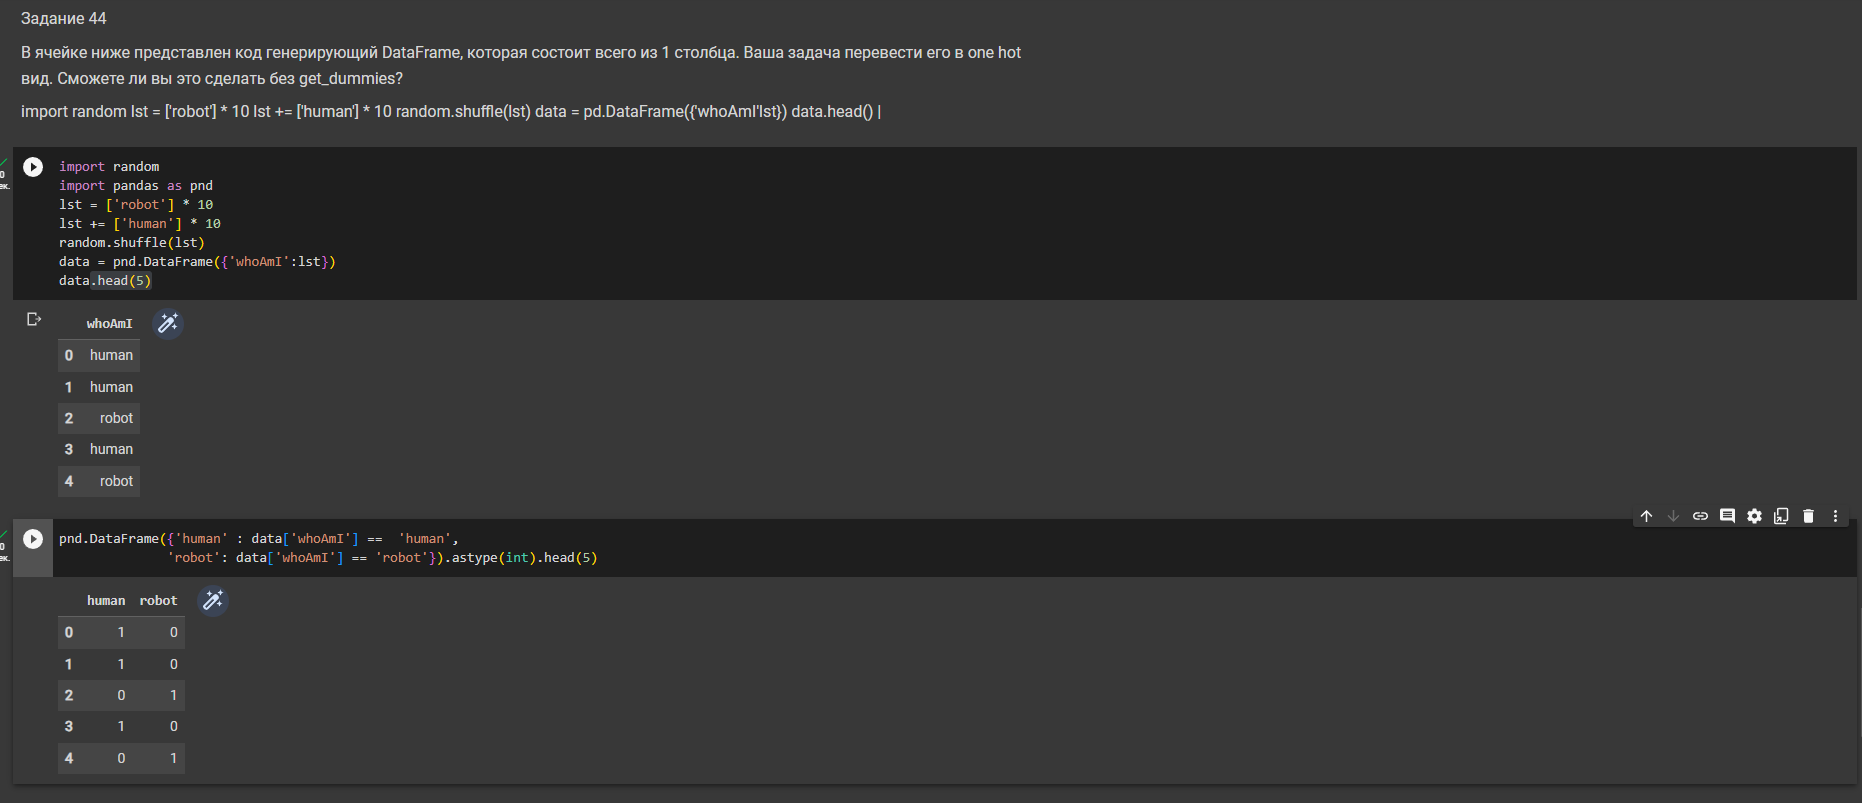 Задание 44
В ячейке ниже представлен код генерирующий DataFrame, которая состоит всего из 1 столбца. Ваша задача перевести его в one hot
вид. Сможете ли вы это сделать без get_dummies?
import random lst = ['robot'] * 10 lst += ['human'] * 10 random.shuffle(lst) data = pd.DataFrame({'whoAmI'lst}) data.head() |
0
ек.
import random
import pandas as pnd
lst = ['robot'] * 10
lst += ['human'] * 10
random.shuffle(lst)
data = pnd.DataFrame({'whoAmI':lst})
data.head(5)
whoAmI
0 human
1 human
2 robot
3 human
4 robot
0
ек.
pnd.DataFrame({'human' : data['whoAmI'] ==  'human',
'robot': data['whoAmI'] == 'robot'}).astype(int).head(5)
human robot
0 1 0
1 1 0
2 0 1
3 1 0
4 0 1